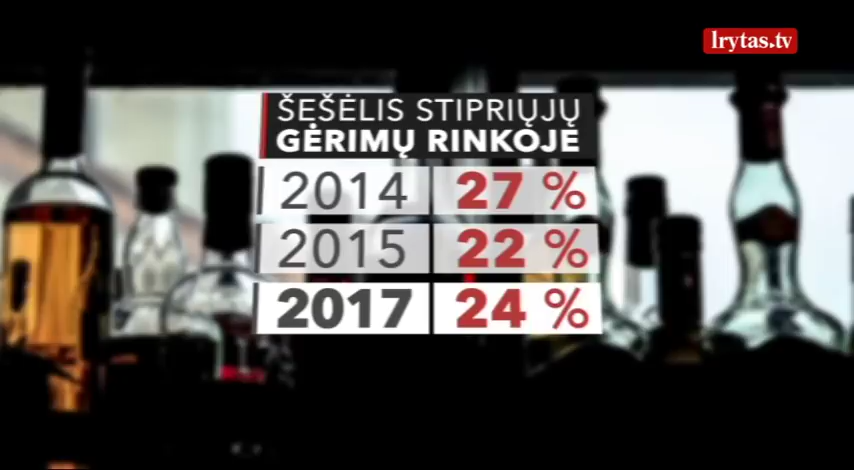 lrytas.tv
ŠEŠĖLIS STIPRIŲJŲ
GĖRIMŲ RINKOJE
2014 27 %
2015 22 %
2017 24 %